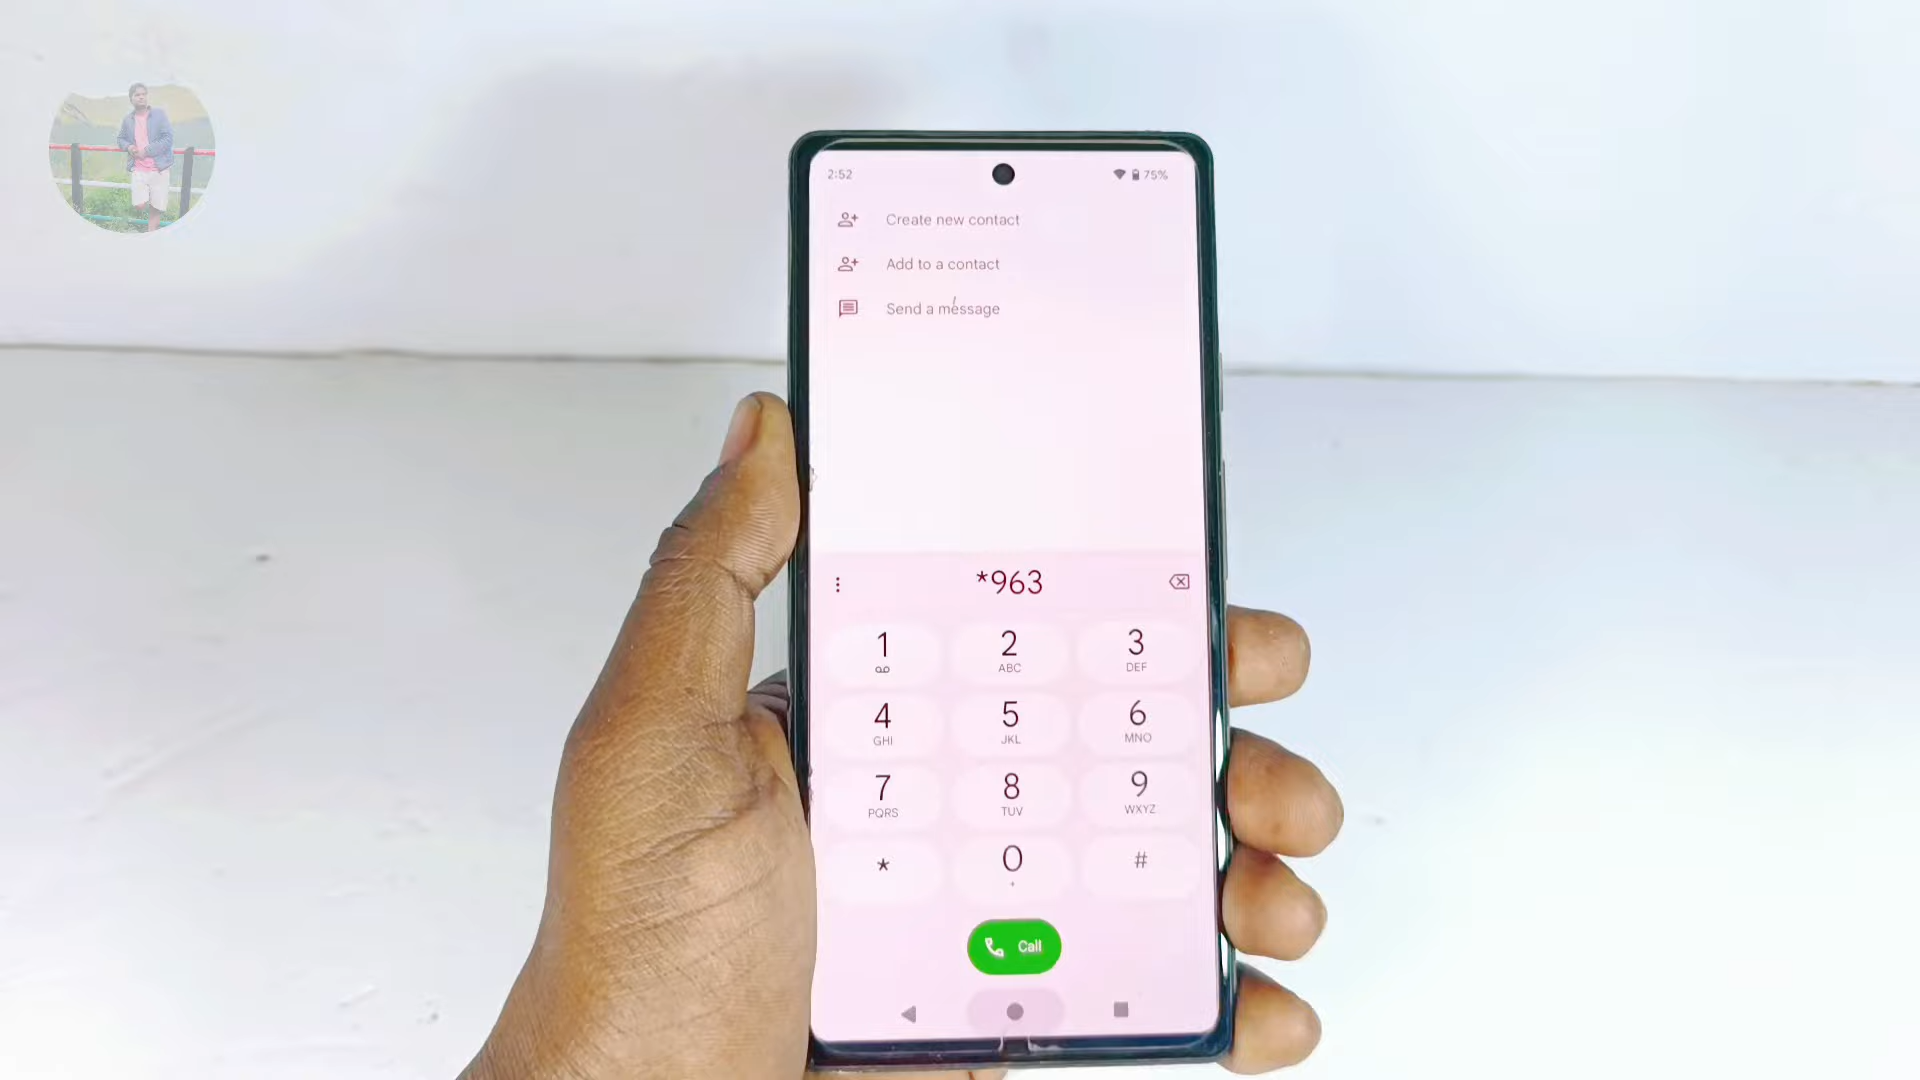 2:52 75%
Create new contact
Add to a contact
Send a message
*963
1 2 3
ABC DEF
4 5 6
GHI JKL MNO
7 8 9
PQRS TUV WXYZ
* 0 #
+
Call